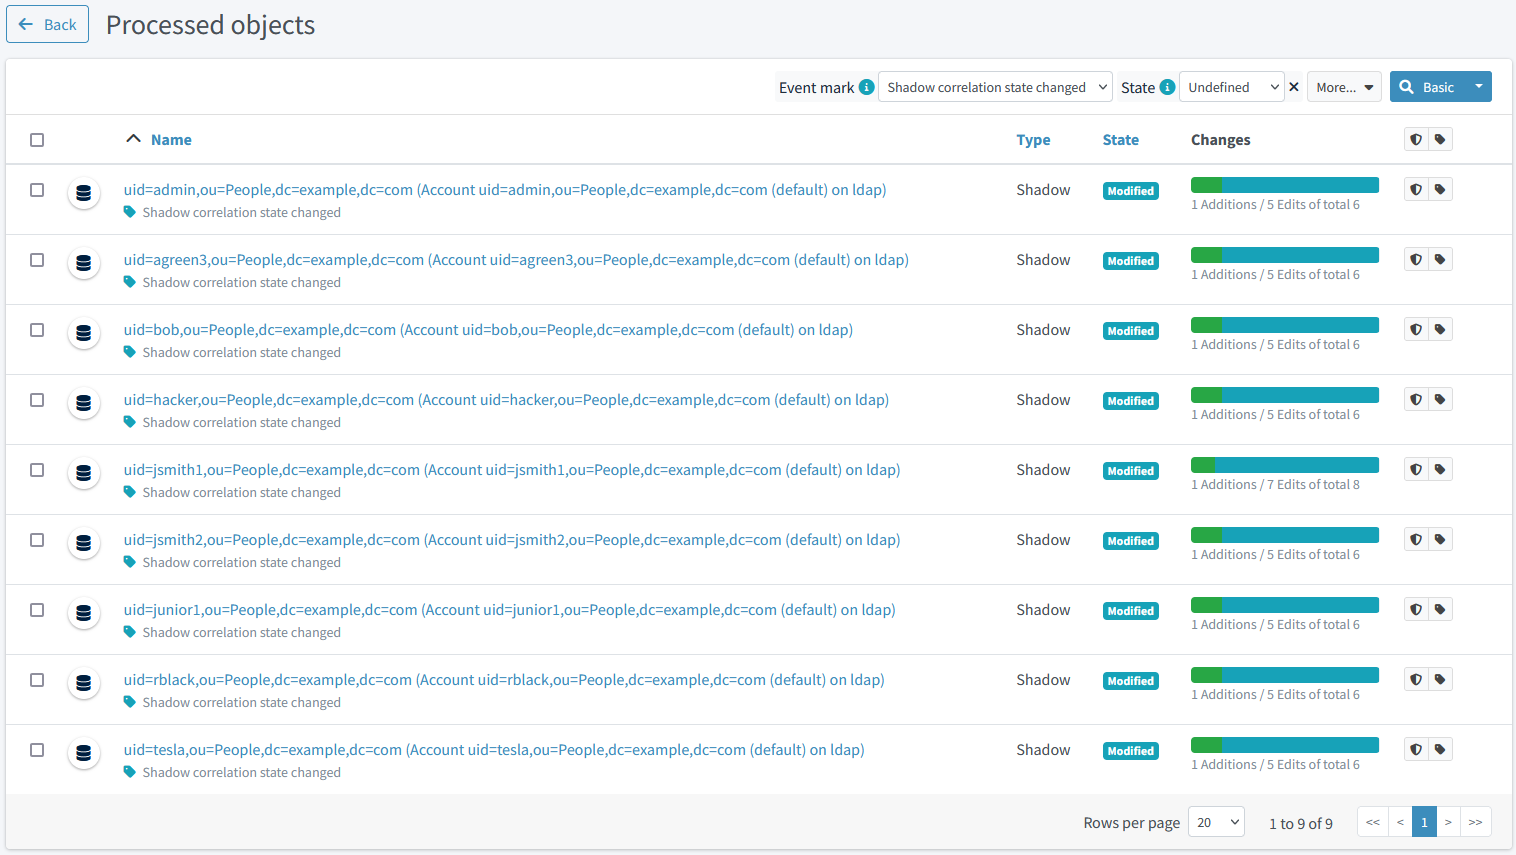 Back
Processed objects
Event mark Shadow correlation state changed State Undefined More... Basic
Name Type State Changes
uid=admin,ou=People,dc=example,dc=com (Account uid=admin,ou=People,dc=example,dc=com (default) on ldap) Shadow Modified
Shadow correlation state changed 1 Additions / 5 Edits of total 6
uid=agreen3,ou=People,dc=example,dc=com (Account uid=agreen3,ou=People,dc=example,dc=com (default) on ldap) Shadow Modified
Shadow correlation state changed 1 Additions / 5 Edits of total 6
uid=bob,ou=People,dc=example,dc=com (Account uid=bob,ou=People,dc=example,dc=com (default) on ldap) Shadow Modified
Shadow correlation state changed 1 Additions / 5 Edits of total 6
uid=hacker,ou=People,dc=example,dc=com (Account uid=hacker,ou=People,dc=example,dc=com (default) on ldap) Shadow Modified
Shadow correlation state changed 1 Additions / 5 Edits of total 6
uid=jsmith1,ou=People,dc=example,dc=com (Account uid=jsmith1,ou=People,dc=example,dc=com (default) on ldap) Shadow Modified
Shadow correlation state changed 1 Additions / 7 Edits of total 8
uid=jsmith2,ou=People,dc=example,dc=com (Account uid=jsmith2,ou=People,dc=example,dc=com (default) on ldap) Shadow Modified
Shadow correlation state changed 1 Additions / 5 Edits of total 6
uid=junior1,ou=People,dc=example,dc=com (Account uid=junior1,ou=People,dc=example,dc=com (default) on ldap) Shadow Modified
Shadow correlation state changed 1 Additions / 5 Edits of total 6
uid=rblack,ou=People,dc=example,dc=com (Account uid=rblack,ou=People,dc=example,dc=com (default) on ldap) Shadow Modified
Shadow correlation state changed 1 Additions / 5 Edits of total 6
uid=tesla,ou=People,dc=example,dc=com (Account uid=tesla,ou=People,dc=example,dc=com (default) on ldap) Shadow Modified
Shadow correlation state changed 1 Additions / 5 Edits of total 6
Rows per page 20 1 to 9 of 9 << < 1 > >>